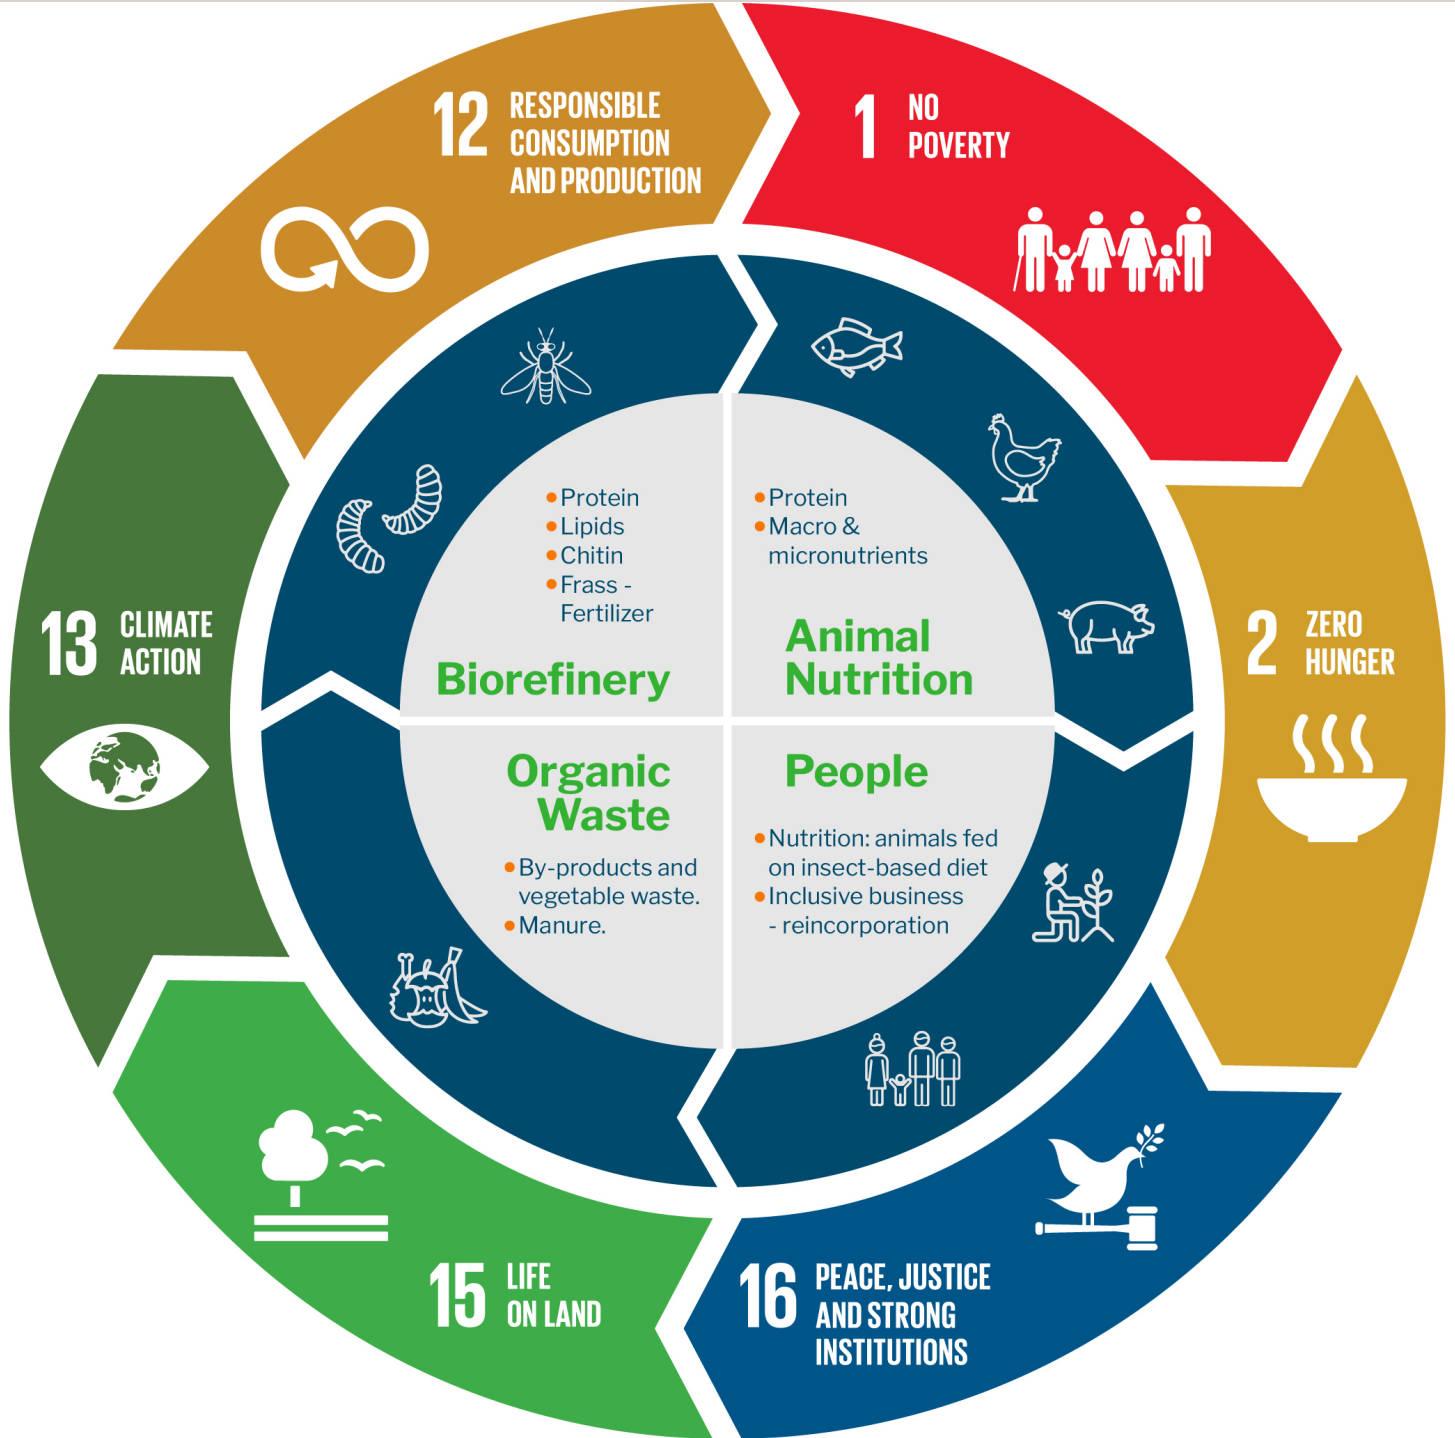 12
RESPONSIBLE
CONSUMPTION
AND PRODUCTION
1
NO
POVERTY
13
CLIMATE
ACTION
2
ZERO
HUNGER
15
LIFE
ON LAND
16
PEACE, JUSTICE
AND STRONG
INSTITUTIONS
• Protein
• Lipids
• Chitin
• Frass -
Fertilizer
Biorefinery
• Protein
• Macro &
micronutrients
Animal
Nutrition
Organic
Waste
• By-products and
vegetable waste.
• Manure.
People
• Nutrition: animals fed
on insect-based diet
• Inclusive business
- reincorporation